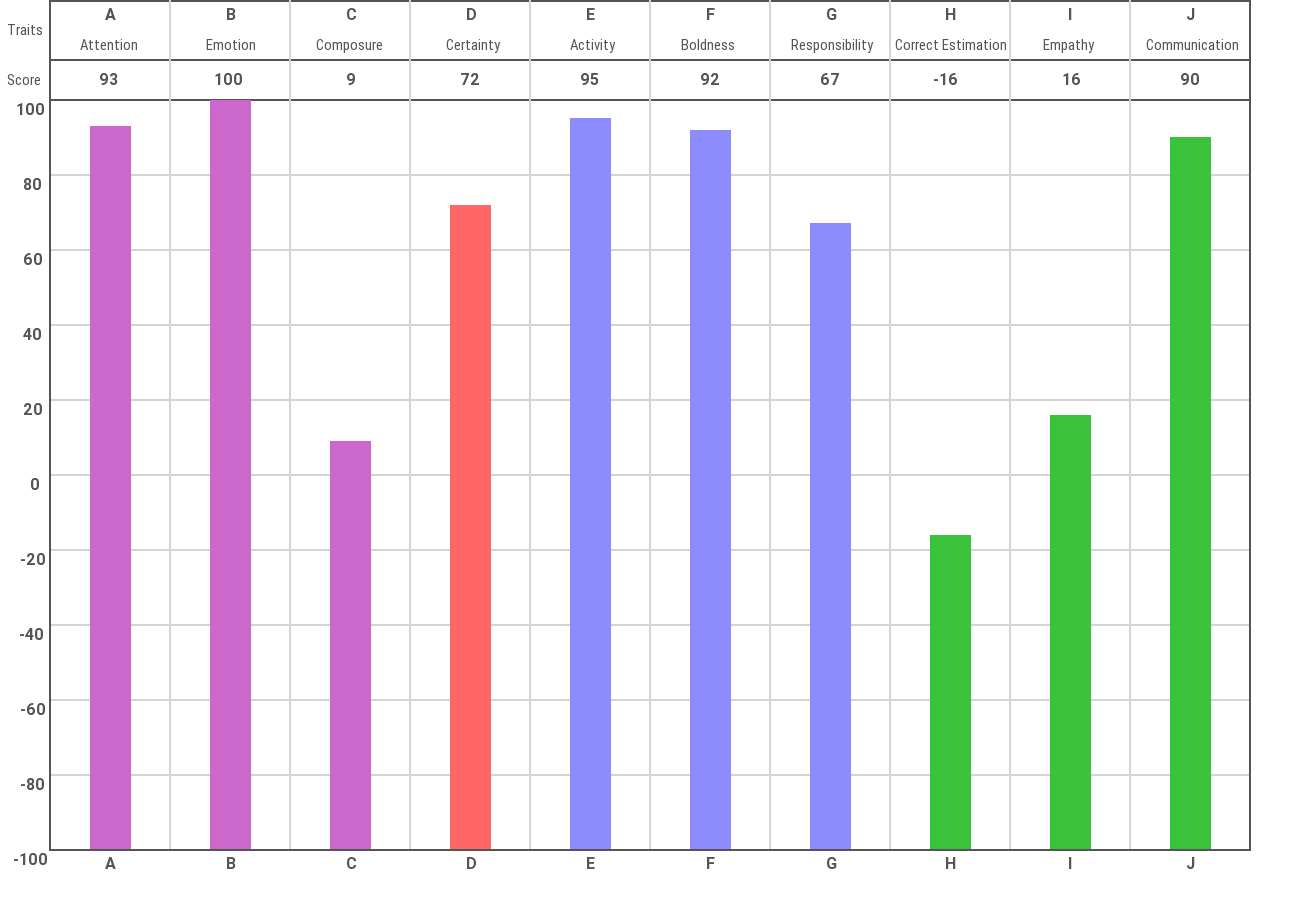 A B C D E F G H I J
Traits
Attention Emotion Composure Certainty Activity Boldness Responsibility Correct Estimation Empathy Communication
Score 93 100 9 72 95 92 67 -16 16 90
100
80
60
40
20
0
-20
-40
-60
-80
-100
A B C D E F G H I J